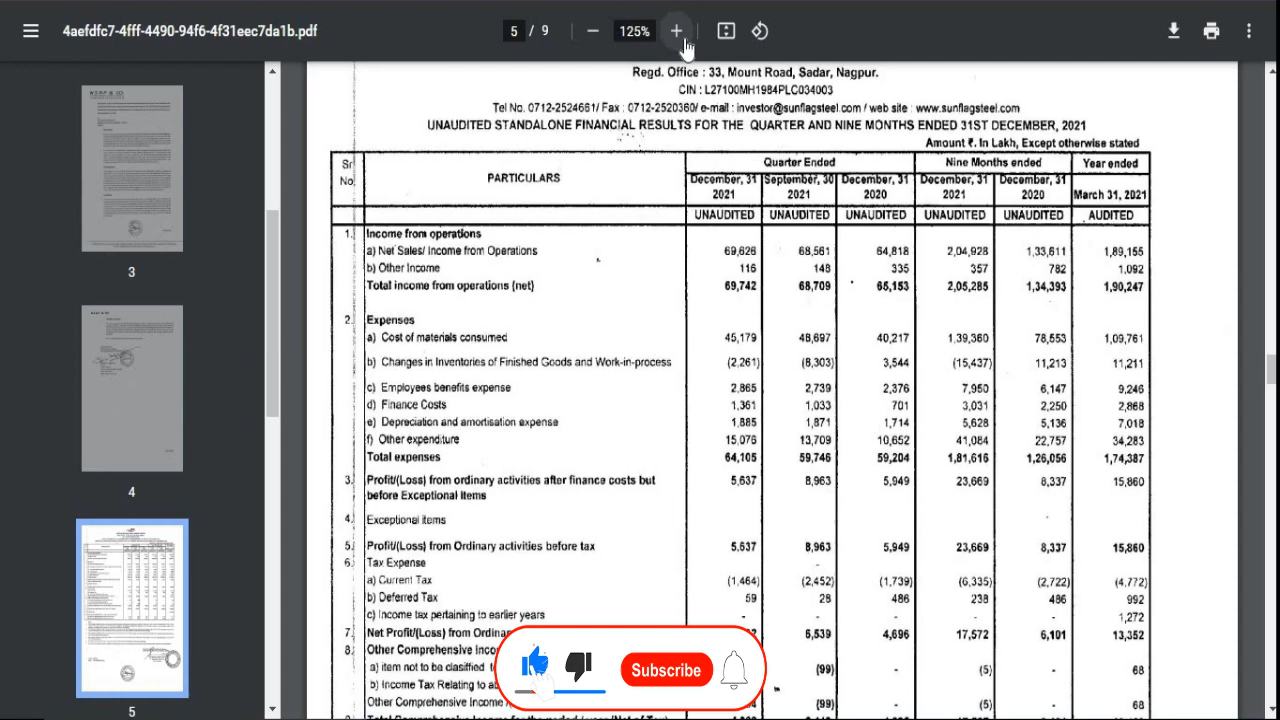 4aefdfc7-4fff-4490-94f6-4f31eec7da1b.pdf 5 / 9 125%
Regd. Office : 33, Mount Road, Sadar, Nagpur.
CIN : L27100MH1984PLC034003
Tel No. 0712-2524661/ Fax : 0712-2520360/ e-mail : investor@sunflagsteel.com / web site : www.sunflagsteel.com
UNAUDITED STANDALONE FINANCIAL RESULTS FOR THE QUARTER AND NINE MONTHS ENDED 31ST DECEMBER, 2021
Amount ₹. In Lakh, Except otherwise stated
Sr No. PARTICULARS Quarter Ended Nine Months ended Year ended
December, 31 2021 September, 30 2021 December, 31 2020 December, 31 2021 December, 31 2020 March 31, 2021
UNAUDITED UNAUDITED UNAUDITED UNAUDITED UNAUDITED AUDITED
1. Income from operations
a) Net Sales/ Income from Operations 69,626 68,561 64,818 2,04,928 1,33,611 1,89,155
b) Other Income 116 148 335 357 782 1,092
Total income from operations (net) 69,742 68,709 65,153 2,05,285 1,34,393 1,90,247
2. Expenses
a) Cost of materials consumed 45,179 48,697 40,217 1,39,360 78,553 1,09,761
b) Changes in Inventories of Finished Goods and Work-in-process (2,261) (8,303) 3,544 (15,437) 11,213 11,211
c) Employees benefits expense 2,865 2,739 2,376 7,950 6,147 9,246
d) Finance Costs 1,361 1,033 701 3,031 2,250 2,868
e) Depreciation and amortisation expense 1,885 1,871 1,714 5,628 5,136 7,018
f) Other expenditure 15,076 13,709 10,652 41,084 22,757 34,283
Total expenses 64,105 59,746 59,204 1,81,616 1,26,056 1,74,387
3. Profit/(Loss) from ordinary activities after finance costs but before Exceptional Items 5,637 8,963 5,949 23,669 8,337 15,860
4. Exceptional items
5. Profit/(Loss) from Ordinary activities before tax 5,637 8,963 5,949 23,669 8,337 15,860
6. Tax Expense
a) Current Tax (1,464) (2,452) (1,739) (6,335) (2,722) (4,772)
b) Deferred Tax 59 28 486 238 486 992
c) Income tax pertaining to earlier years - - - - - 1,272
7. Net Profit/(Loss) from 6,539 4,696 17,572 6,101 13,352
8. Other Comprehensive
a) item not to be clasified (99) - (5) - 68
b) Income Tax Relating to
Other Comprehensive (99) - (5) - 68
Subscribe
3
4
5